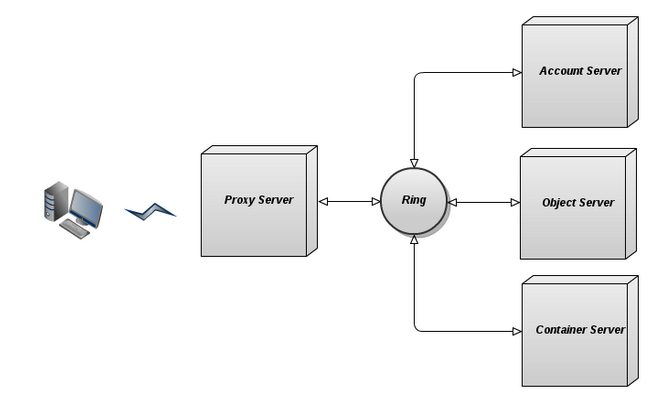 Account Server
Proxy Server
Ring
Object Server
Container Server